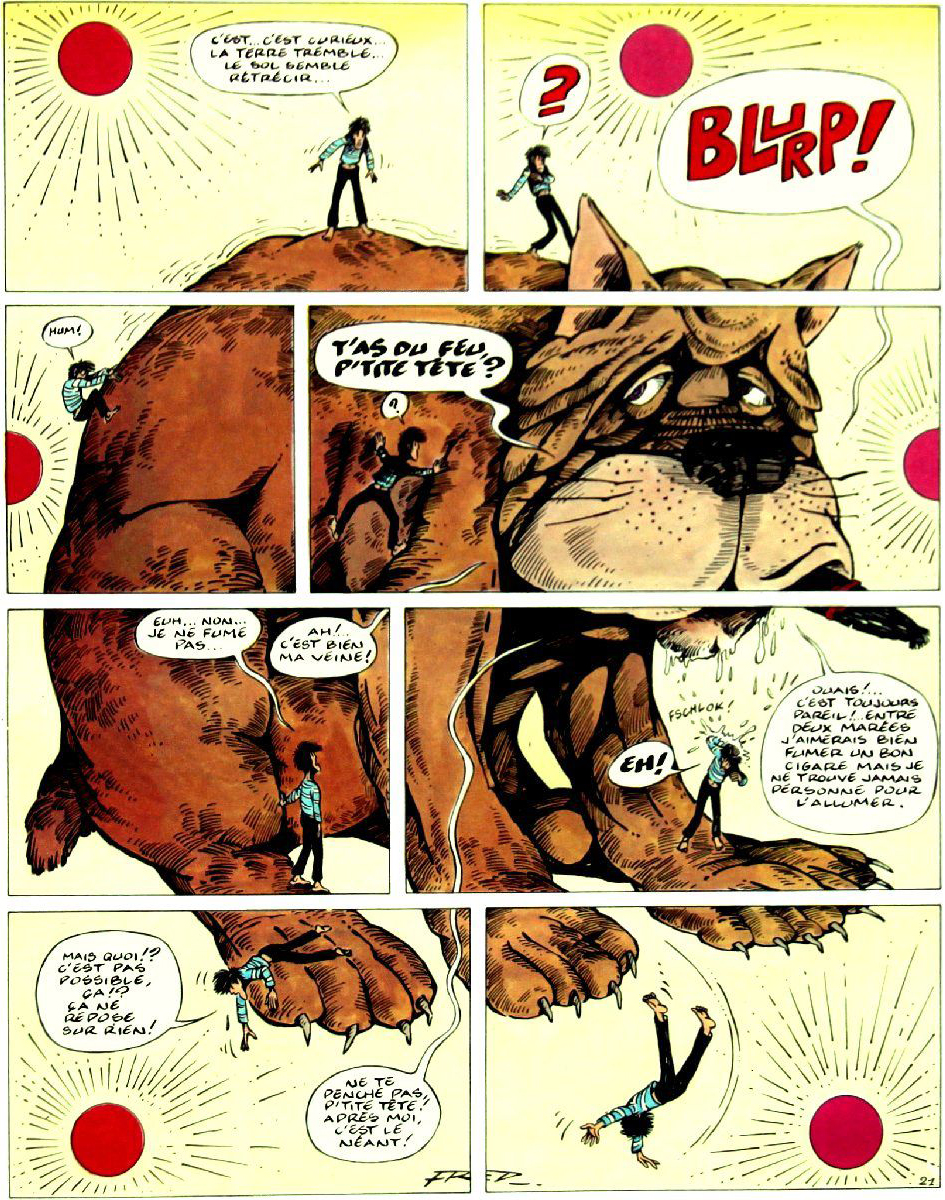 C'EST... C'EST CURIEUX...
LA TERRE TREMBLE...
LE SOL SEMBLE
RÉTRÉCIR...
?
BLURP!
HUM!
T'AS DU FEU,
P'TITE TÊTE?
?
EUH... NON...
JE NE FUME
PAS...
AH!..
C'EST BIEN
MA VEINE!
FSCHLOK!
EH!
OUAIS!...
C'EST TOUJOURS
PAREIL!..ENTRE
DEUX MARÉES
J'AIMERAIS BIEN
FUMER UN BON
CIGARE MAIS JE
NE TROUVE JAMAIS
PERSONNE POUR
L'ALLUMER.
MAIS QUOI!?
C'EST PAS
POSSIBLE,
ÇA!?
ÇA NE
REPOSE
SUR RIEN!
NE TE
PENCHE PAS,
P'TITE TÊTE!
APRÈS MOI,
C'EST LE
NÉANT!
FRED
21